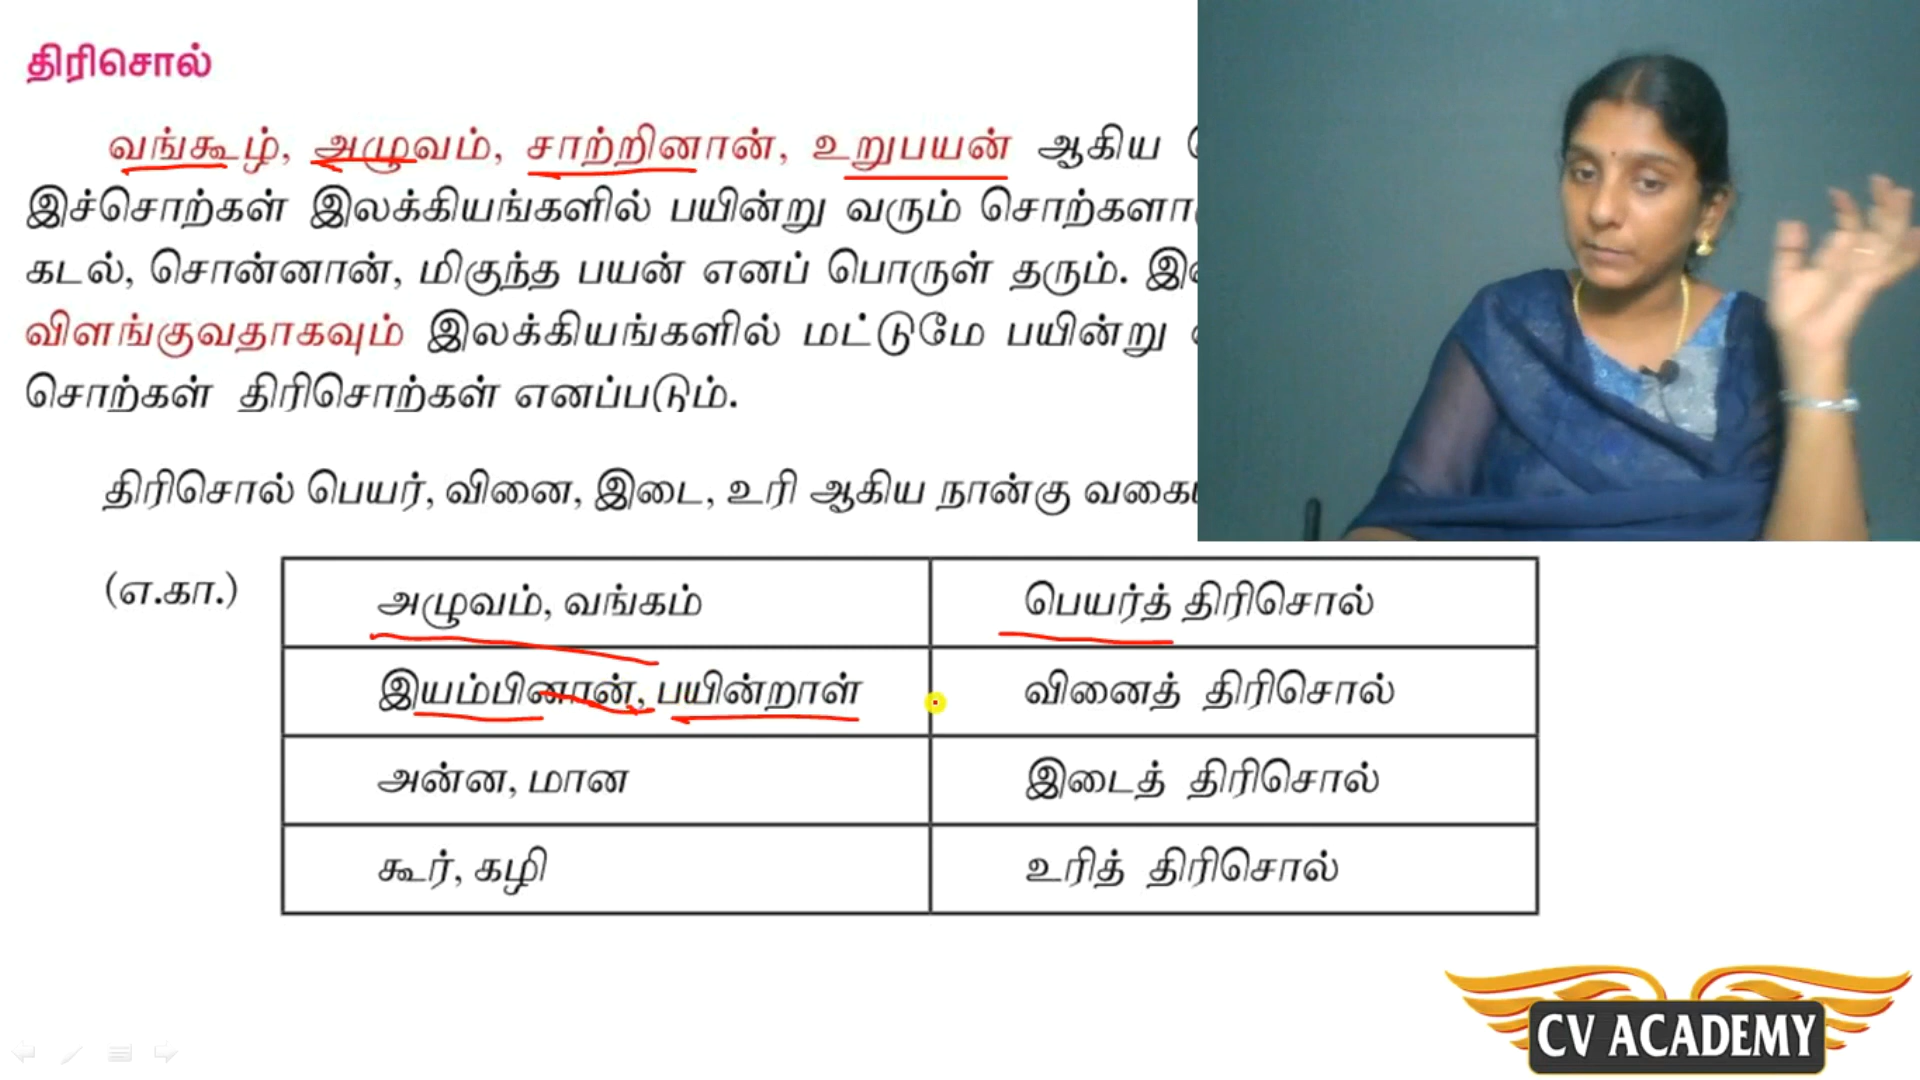 திரிசொல்
வங்கூழ், அழுவம், சாற்றினான், உறுபயன் ஆகிய
இச்சொற்கள் இலக்கியங்களில் பயின்று வரும்
கடல், சொன்னான், மிகுந்த பயன் எனப் பொருள் தரும்.
விளங்குவதாகவும் இலக்கியங்களில் மட்டுமே பயின்று
சொற்கள் திரிசொற்கள் எனப்படும்.
திரிசொல் பெயர், வினை, இடை, உரி ஆகிய நான்கு
(எ.கா.) அழுவம், வங்கம் பெயர்த் திரிசொல்
இயம்பினான், பயின்றாள் வினைத் திரிசொல்
அன்ன, மான இடைத் திரிசொல்
கூர், கழி உரித் திரிசொல்
CV ACADEMY